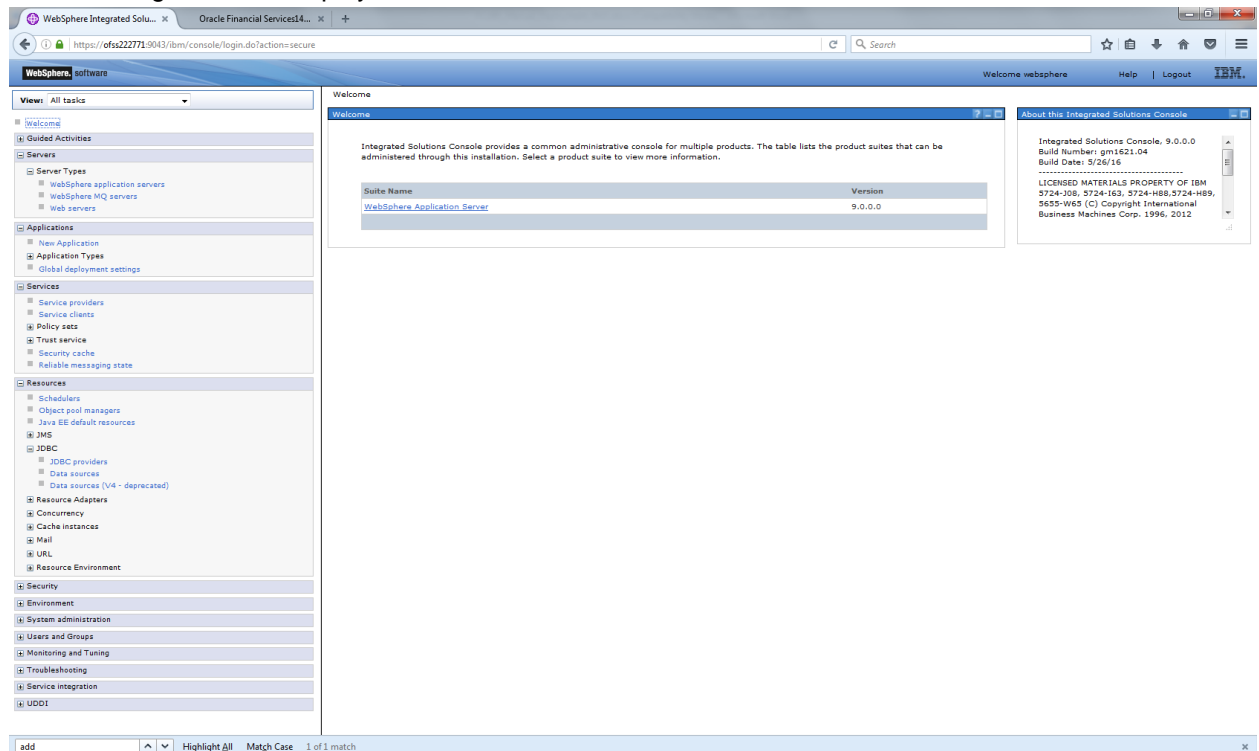 WebSphere Integrated Solu... ×
Oracle Financial Services14... ×
https://ofss222771:9043/ibm/console/login.do?action=secure
Search
WebSphere. software
Welcome websphere
Help | Logout
IBM.
View: All tasks
Welcome
Guided Activities
Servers
Server Types
WebSphere application servers
WebSphere MQ servers
Web servers
Applications
New Application
Application Types
Global deployment settings
Services
Service providers
Service clients
Policy sets
Trust service
Security cache
Reliable messaging state
Resources
Schedulers
Object pool managers
Java EE default resources
JMS
JDBC
JDBC providers
Data sources
Data sources (V4 - deprecated)
Resource Adapters
Concurrency
Cache instances
Mail
URL
Resource Environment
Security
Environment
System administration
Users and Groups
Monitoring and Tuning
Troubleshooting
Service integration
UDDI
Welcome
Welcome
Integrated Solutions Console provides a common administrative console for multiple products. The table lists the product suites that can be
administered through this installation. Select a product suite to view more information.
Suite Name Version
WebSphere Application Server 9.0.0.0
About this Integrated Solutions Console
Integrated Solutions Console, 9.0.0.0
Build Number: gm1621.04
Build Date: 5/26/16
----------------------------------------
LICENSED MATERIALS PROPERTY OF IBM
5724-J08, 5724-I63, 5724-H88,5724-H89,
5655-W65 (C) Copyright International
Business Machines Corp. 1996, 2012
add
Highlight All Match Case 1 of 1 match